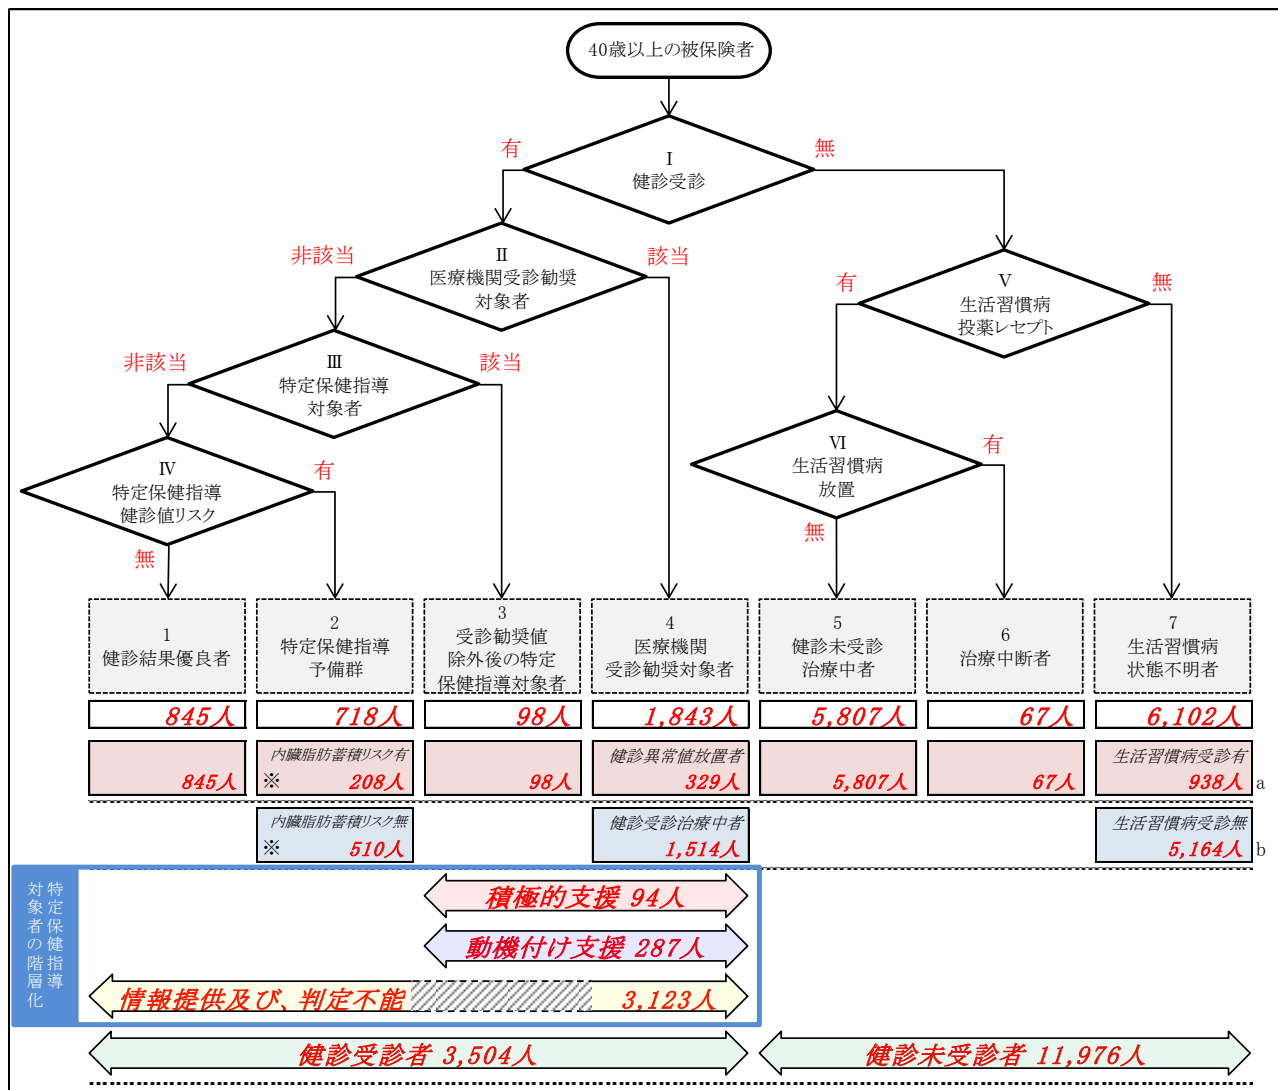 40歳以上の被保険者
有
Ⅰ
健診受診
無
非該当
Ⅱ
医療機関受診勧奨
対象者
該当
有
Ⅴ
生活習慣病
投薬レセプト
無
非該当
Ⅲ
特定保健指導
対象者
該当
Ⅳ
特定保健指導
健診値リスク
有
無
Ⅵ
生活習慣病
放置
有
無
1
健診結果優良者
2
特定保健指導
予備群
3
受診勧奨値
除外後の特定
保健指導対象者
4
医療機関
受診勧奨対象者
5
健診未受診
治療中者
6
治療中断者
7
生活習慣病
状態不明者
845人
718人
98人
1,843人
5,807人
67人
6,102人
845人
内臓脂肪蓄積リスク有
※ 208人
98人
健診異常値放置者
329人
5,807人
67人
生活習慣病受診有
938人
a
内臓脂肪蓄積リスク無
※ 510人
健診受診治療中者
1,514人
生活習慣病受診無
5,164人
b
特定保健指導
対象者の階層化
積極的支援 94人
動機付け支援 287人
情報提供及び、判定不能 3,123人
健診受診者 3,504人
健診未受診者 11,976人